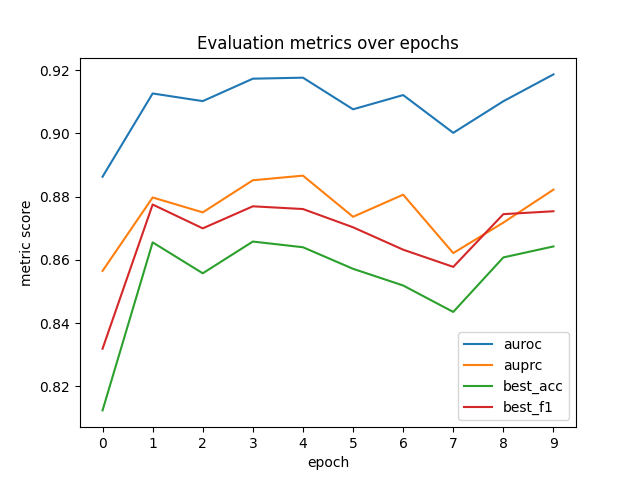 Evaluation metrics over epochs
metric score
0.92
0.90
0.88
0.86
0.84
0.82
auroc
auprc
best_acc
best_f1
0 1 2 3 4 5 6 7 8 9
epoch